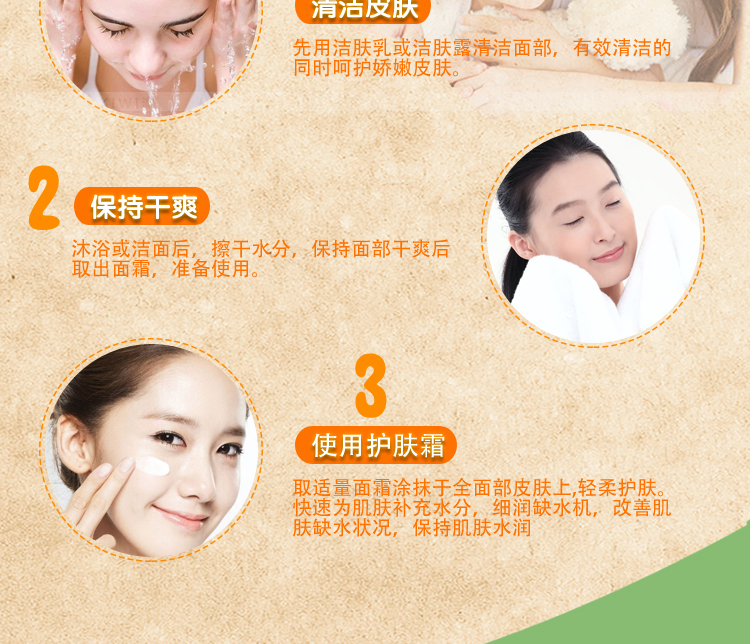 清洁皮肤
先用洁肤乳或洁肤露清洁面部，有效清洁的
同时呵护娇嫩皮肤。
2
保持干爽
沐浴或洁面后，擦干水分，保持面部干爽后
取出面霜，准备使用。
3
使用护肤霜
取适量面霜涂抹于全面部皮肤上,轻柔护肤。
快速为肌肤补充水分，细润缺水机，改善肌
肤缺水状况，保持肌肤水润